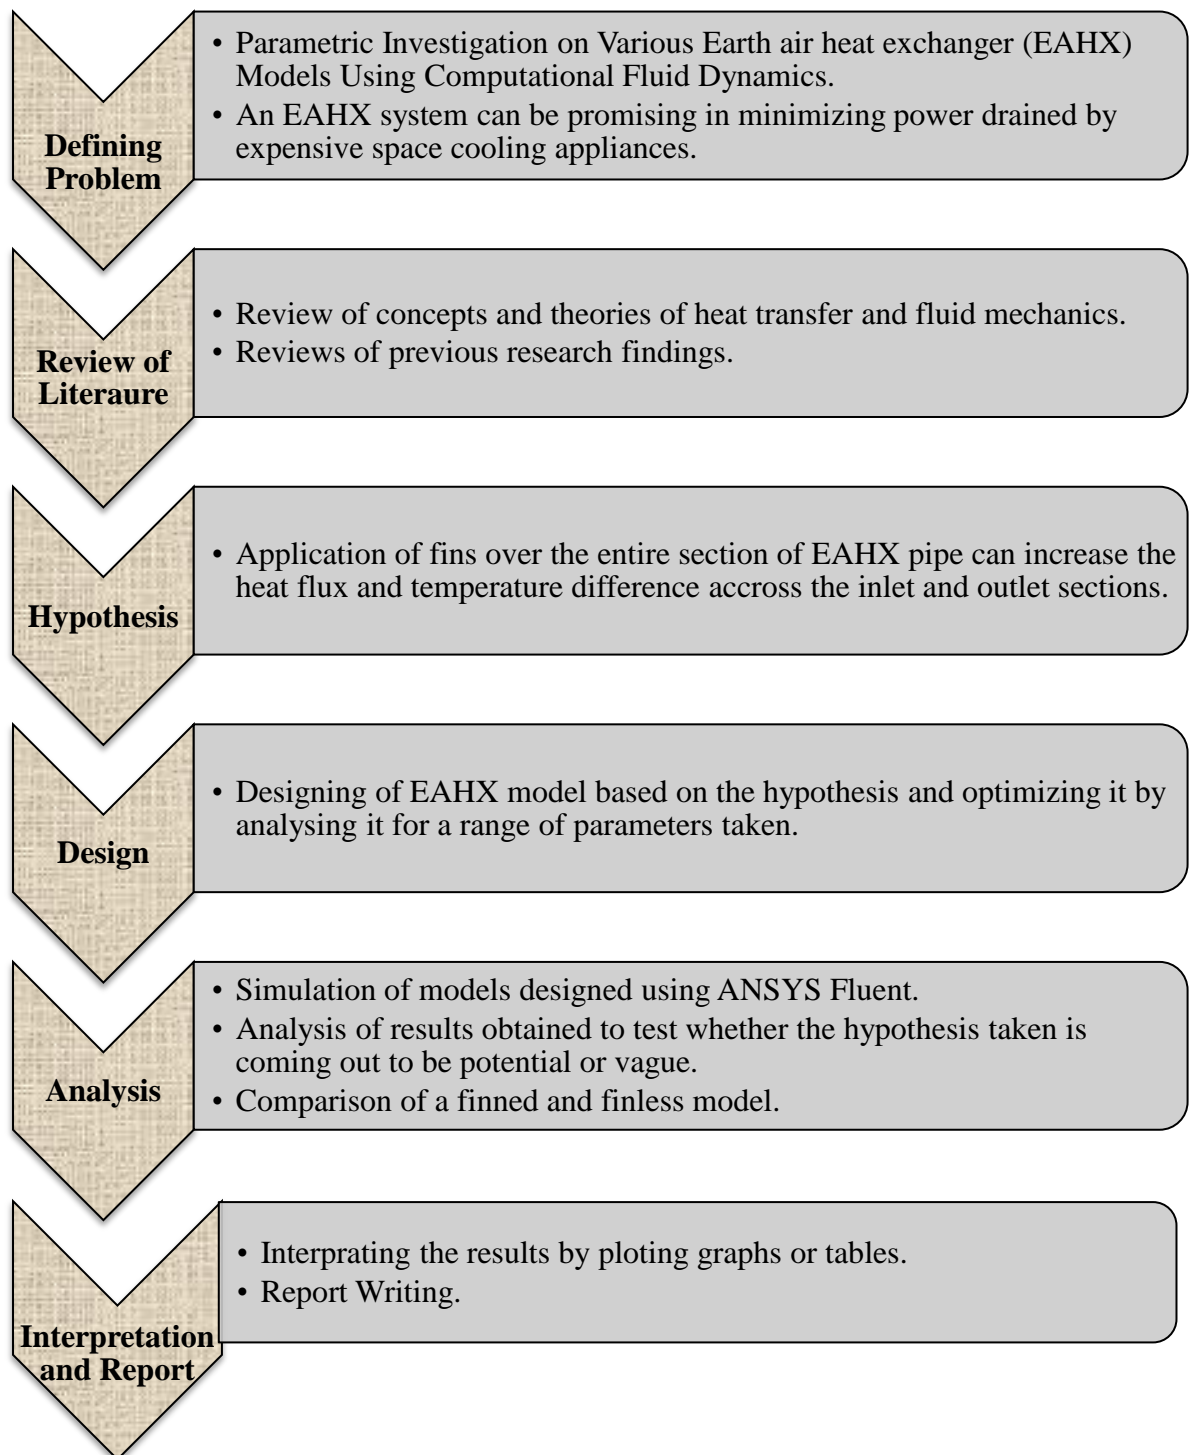 Defining
Problem
• Parametric Investigation on Various Earth air heat exchanger (EAHX)
Models Using Computational Fluid Dynamics.
• An EAHX system can be promising in minimizing power drained by
expensive space cooling appliances.
Review of
Literaure
• Review of concepts and theories of heat transfer and fluid mechanics.
• Reviews of previous research findings.
Hypothesis
• Application of fins over the entire section of EAHX pipe can increase the
heat flux and temperature difference accross the inlet and outlet sections.
Design
• Designing of EAHX model based on the hypothesis and optimizing it by
analysing it for a range of parameters taken.
Analysis
• Simulation of models designed using ANSYS Fluent.
• Analysis of results obtained to test whether the hypothesis taken is
coming out to be potential or vague.
• Comparison of a finned and finless model.
Interpretation
and Report
• Interprating the results by ploting graphs or tables.
• Report Writing.